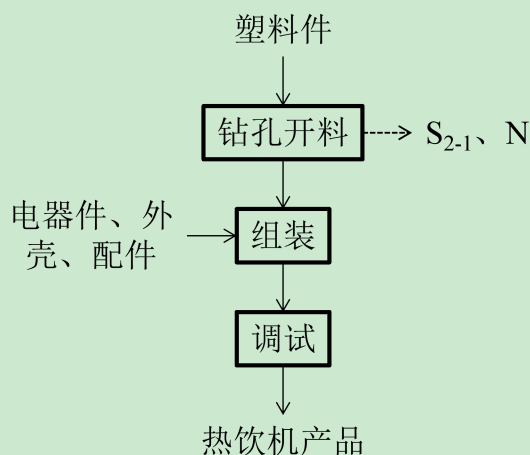 塑料件
钻孔开料
S₂₋₁、N
电器件、外
壳、配件
组装
调试
热饮机产品